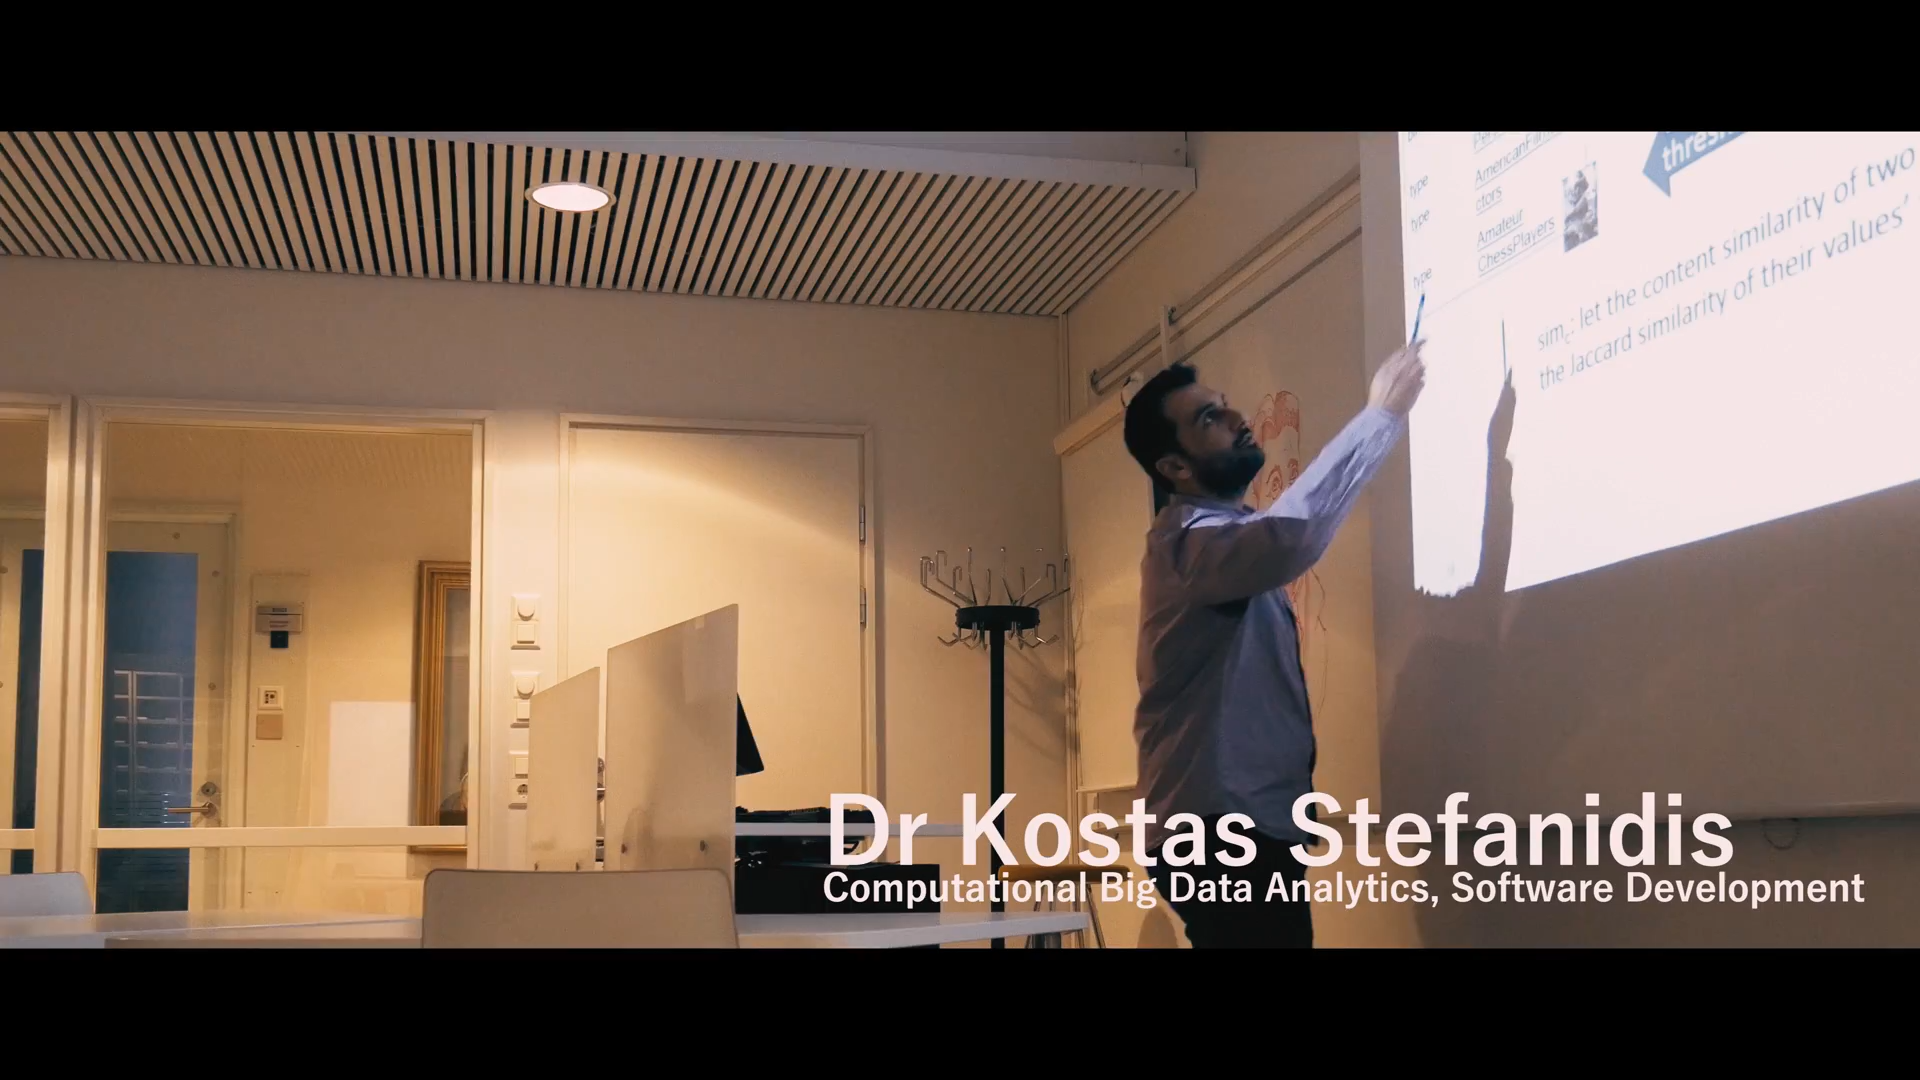 type
type
ctors
Amateur
ChessPlayers
type
sim_c: let the content similarity of two
the Jaccard similarity of their values'
Dr Kostas Stefanidis
Computational Big Data Analytics, Software Development